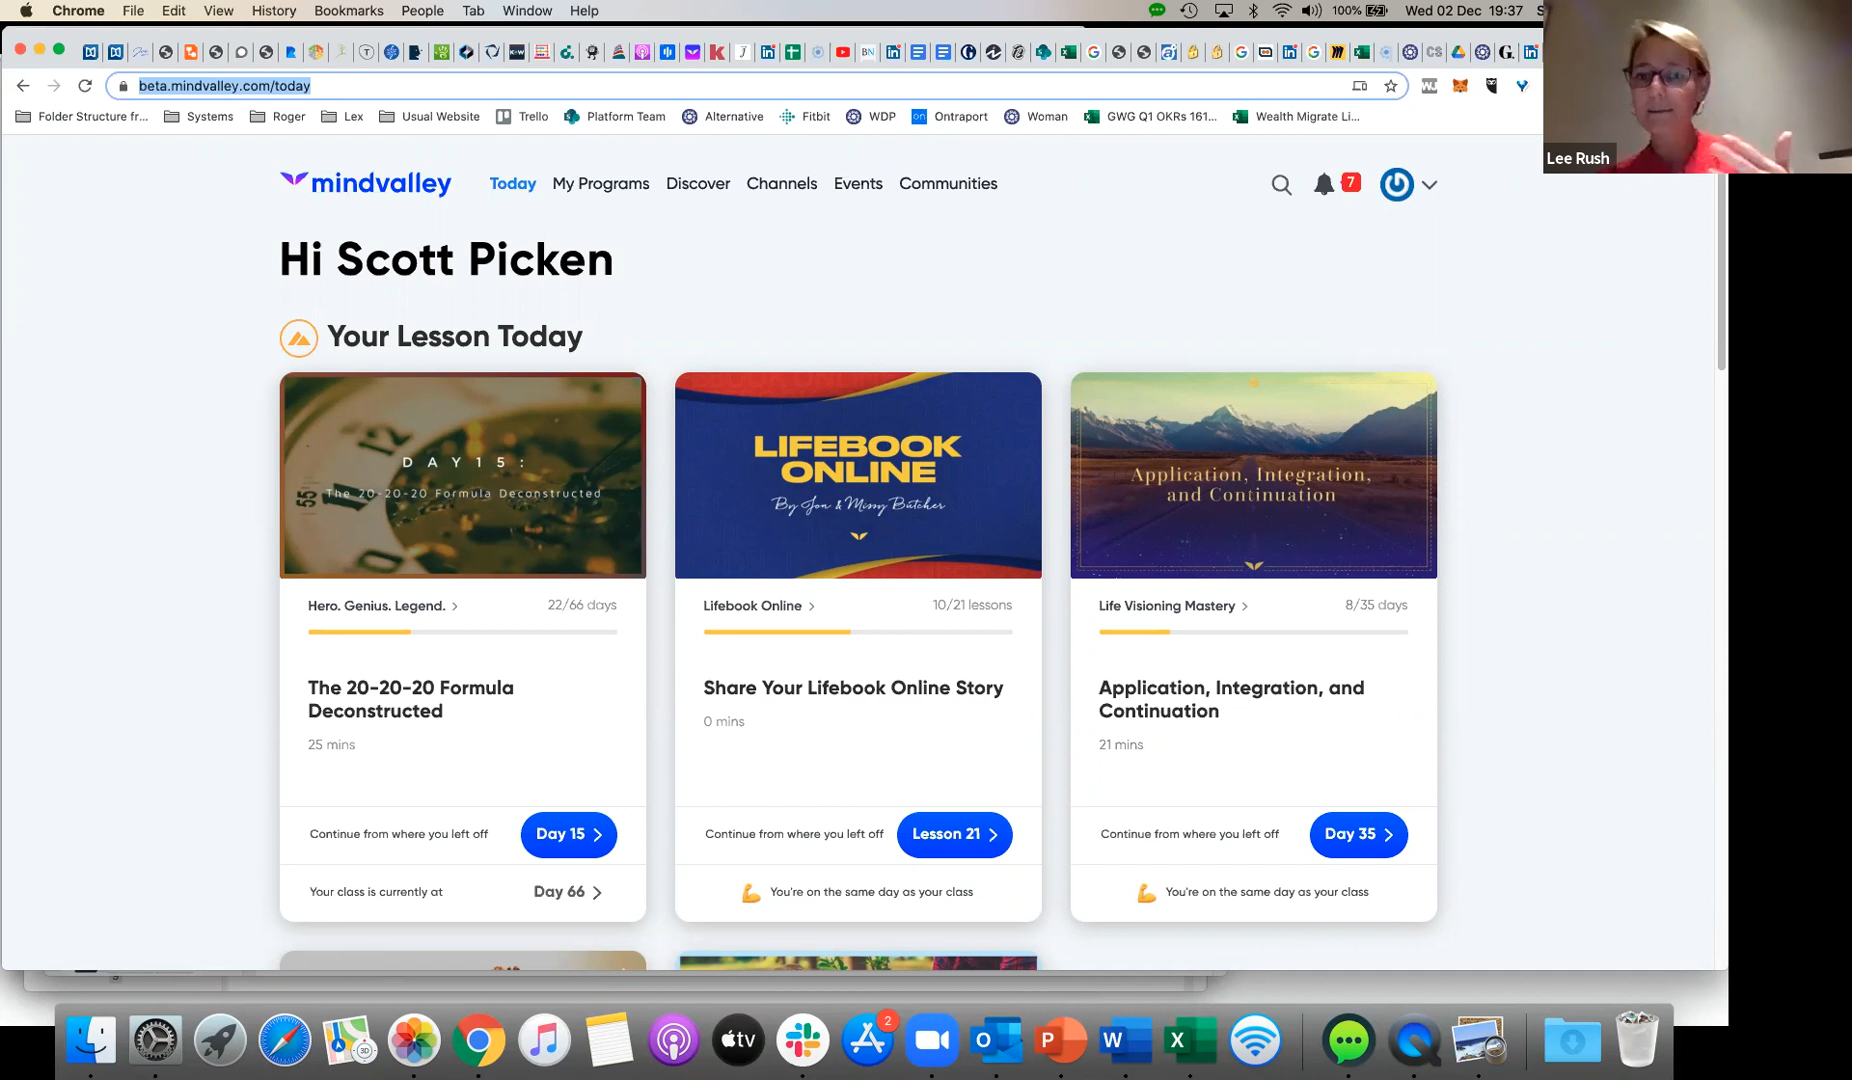 Chrome File Edit View History Bookmarks People Tab Window Help
100% Wed 02 Dec 19:37
beta.mindvalley.com/today
Folder Structure fr... Systems Roger Lex Usual Website Trello Platform Team Alternative Fitbit WDP Ontraport Woman GWG Q1 OKRs 161... Wealth Migrate Li...
Lee Rush
mindvalley Today My Programs Discover Channels Events Communities 7
Hi Scott Picken
Your Lesson Today
DAY 15:
The 20-20-20 Formula Deconstructed
LIFEBOOK
ONLINE
By Jon & Missy Butcher
Application, Integration,
and Continuation
Hero. Genius. Legend. 22/66 days
Lifebook Online 10/21 lessons
Life Visioning Mastery 8/35 days
The 20-20-20 Formula
Deconstructed
25 mins
Share Your Lifebook Online Story
0 mins
Application, Integration, and
Continuation
21 mins
Continue from where you left off Day 15
Continue from where you left off Lesson 21
Continue from where you left off Day 35
Your class is currently at Day 66
You're on the same day as your class
You're on the same day as your class
2